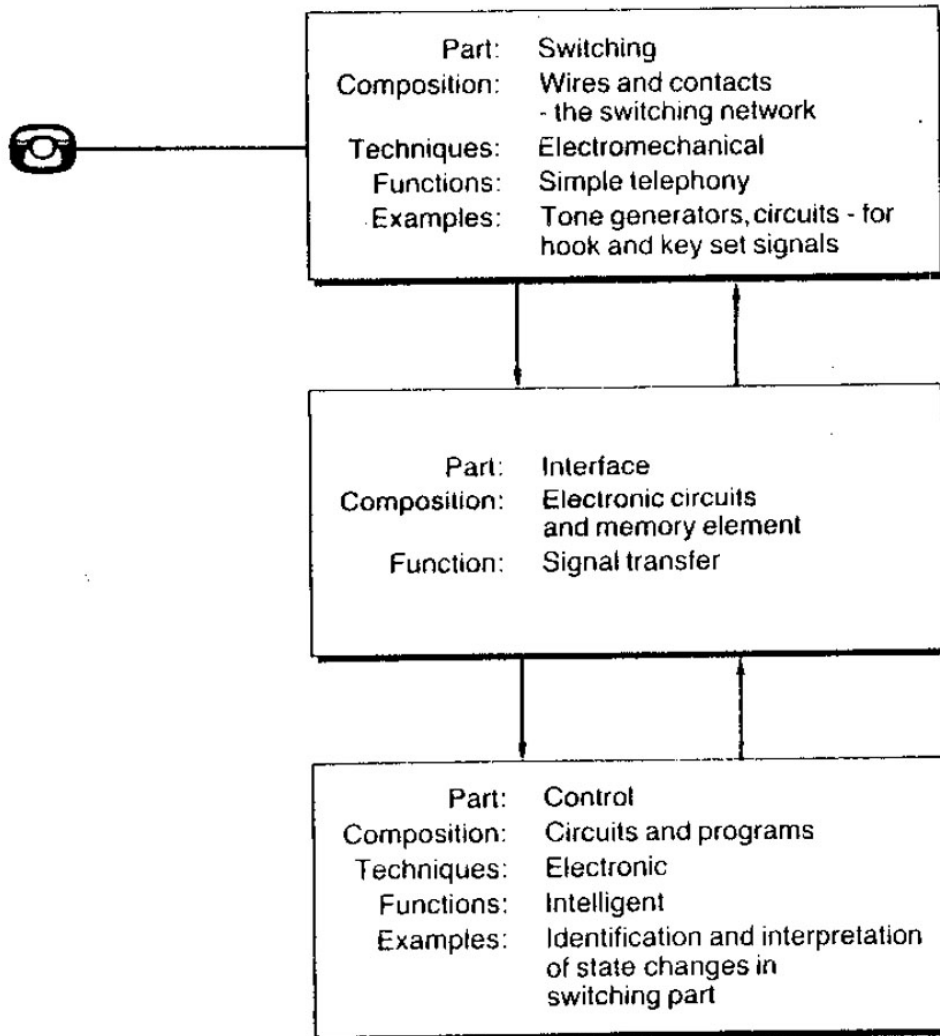 Part: Switching
Composition: Wires and contacts
- the switching network
Techniques: Electromechanical
Functions: Simple telephony
Examples: Tone generators, circuits - for
hook and key set signals
Part: Interface
Composition: Electronic circuits
and memory element
Function: Signal transfer
Part: Control
Composition: Circuits and programs
Techniques: Electronic
Functions: Intelligent
Examples: Identification and interpretation
of state changes in
switching part